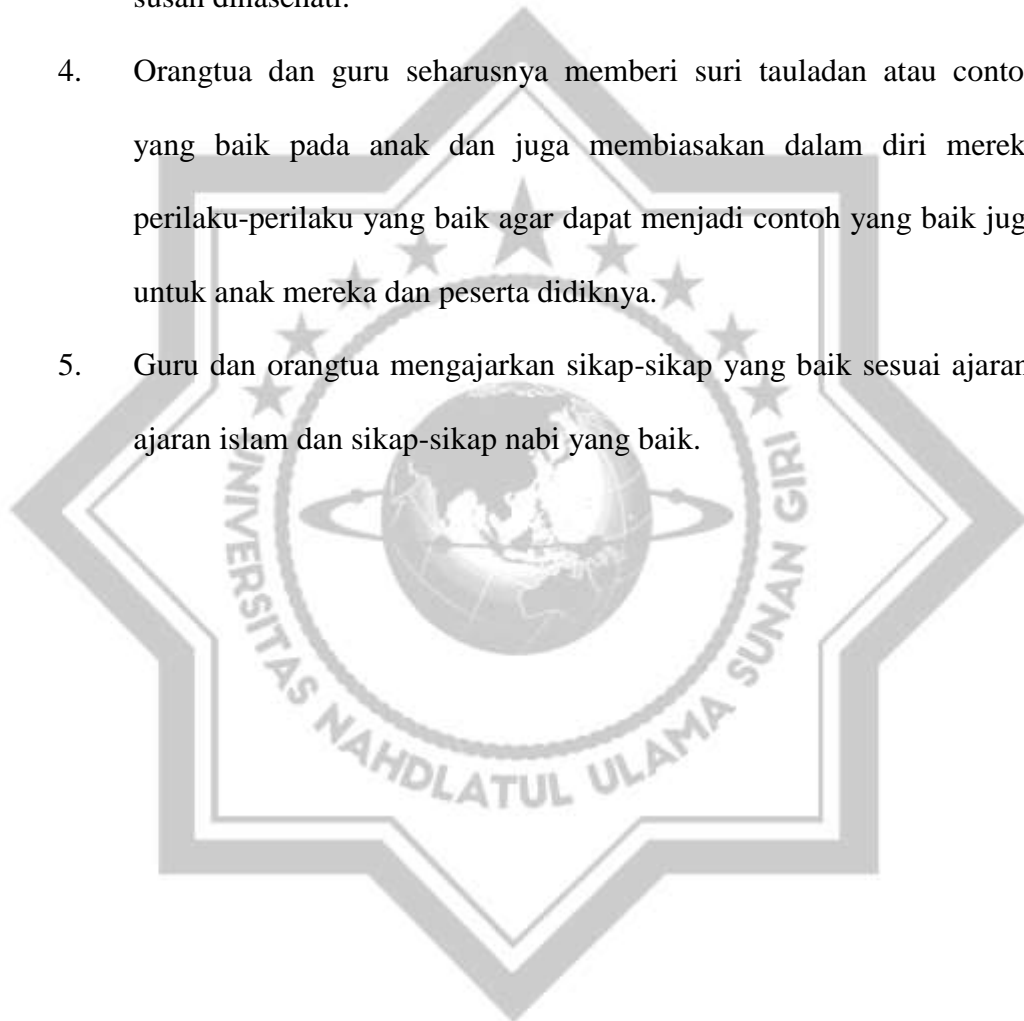 susah dinasehati.
4. Orangtua dan guru seharusnya memberi suri tauladan atau conto
yang baik pada anak dan juga membiasakan dalam diri merek
perilaku-perilaku yang baik agar dapat menjadi contoh yang baik jug
untuk anak mereka dan peserta didiknya.
5. Guru dan orangtua mengajarkan sikap-sikap yang baik sesuai ajaran
ajaran islam dan sikap-sikap nabi yang baik.
UNIVERSITAS NAHDLATUL ULAMA SUNAN GIRI